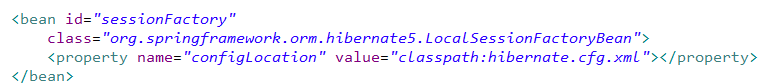 <bean id="sessionFactory"
class="org.springframework.orm.hibernate5.LocalSessionFactoryBean">
<property name="configLocation" value="classpath:hibernate.cfg.xml"></property>
</bean>